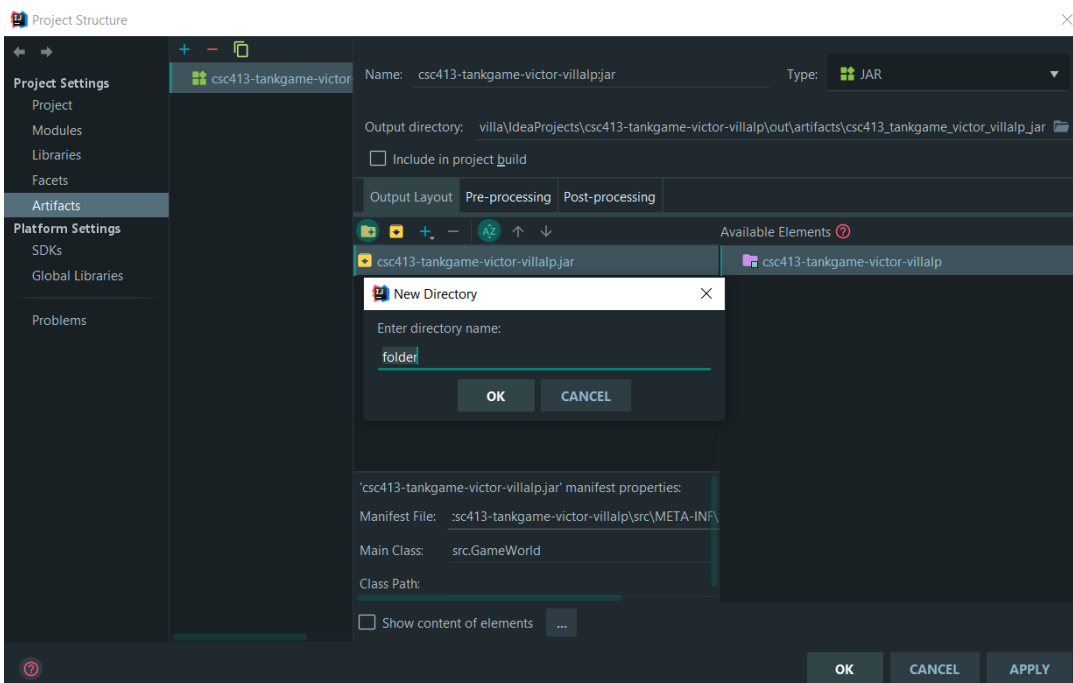 Project Structure
Project Settings
Project
Modules
Libraries
Facets
Artifacts
Platform Settings
SDKs
Global Libraries
Problems
csc413-tankgame-victor-
Name: csc413-tankgame-victor-villalp:jar
Type: JAR
Output directory: villa\IdeaProjects\csc413-tankgame-victor-villalp\out\artifacts\csc413_tankgame_victor_villalp_jar
Include in project build
Output Layout Pre-processing Post-processing
AZ
Available Elements ?
csc413-tankgame-victor-villalp.jar
csc413-tankgame-victor-villalp
New Directory
Enter directory name:
folder
OK CANCEL
'csc413-tankgame-victor-villalp.jar' manifest properties:
Manifest File: :sc413-tankgame-victor-villalp\src\META-INF\
Main Class: src.GameWorld
Class Path:
Show content of elements ...
?
OK CANCEL APPLY